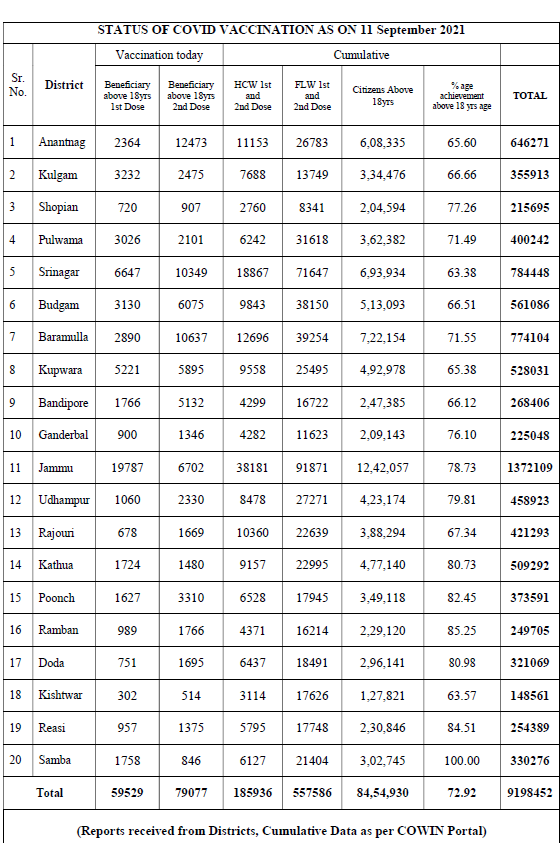 STATUS OF COVID VACCINATION AS ON 11 September 2021
Vaccination today Cumulative
Sr. No. District Beneficiary above 18yrs 1st Dose Beneficiary above 18yrs 2nd Dose HCW 1st and 2nd Dose FLW 1st and 2nd Dose Citizens Above 18yrs % age achievement above 18 yrs age TOTAL
1 Anantnag 2364 12473 11153 26783 6,08,335 65.60 646271
2 Kulgam 3232 2475 7688 13749 3,34,476 66.66 355913
3 Shopian 720 907 2760 8341 2,04,594 77.26 215695
4 Pulwama 3026 2101 6242 31618 3,62,382 71.49 400242
5 Srinagar 6647 10349 18867 71647 6,93,934 63.38 784448
6 Budgam 3130 6075 9843 38150 5,13,093 66.51 561086
7 Baramulla 2890 10637 12696 39254 7,22,154 71.55 774104
8 Kupwara 5221 5895 9558 25495 4,92,978 65.38 528031
9 Bandipore 1766 5132 4299 16722 2,47,385 66.12 268406
10 Ganderbal 900 1346 4282 11623 2,09,143 76.10 225048
11 Jammu 19787 6702 38181 91871 12,42,057 78.73 1372109
12 Udhampur 1060 2330 8478 27271 4,23,174 79.81 458923
13 Rajouri 678 1669 10360 22639 3,88,294 67.34 421293
14 Kathua 1724 1480 9157 22995 4,77,140 80.73 509292
15 Poonch 1627 3310 6528 17945 3,49,118 82.45 373591
16 Ramban 989 1766 4371 16214 2,29,120 85.25 249705
17 Doda 751 1695 6437 18491 2,96,141 80.98 321069
18 Kishtwar 302 514 3114 17626 1,27,821 63.57 148561
19 Reasi 957 1375 5795 17748 2,30,846 84.51 254389
20 Samba 1758 846 6127 21404 3,02,745 100.00 330276
Total 59529 79077 185936 557586 84,54,930 72.92 9198452
(Reports received from Districts, Cumulative Data as per COWIN Portal)